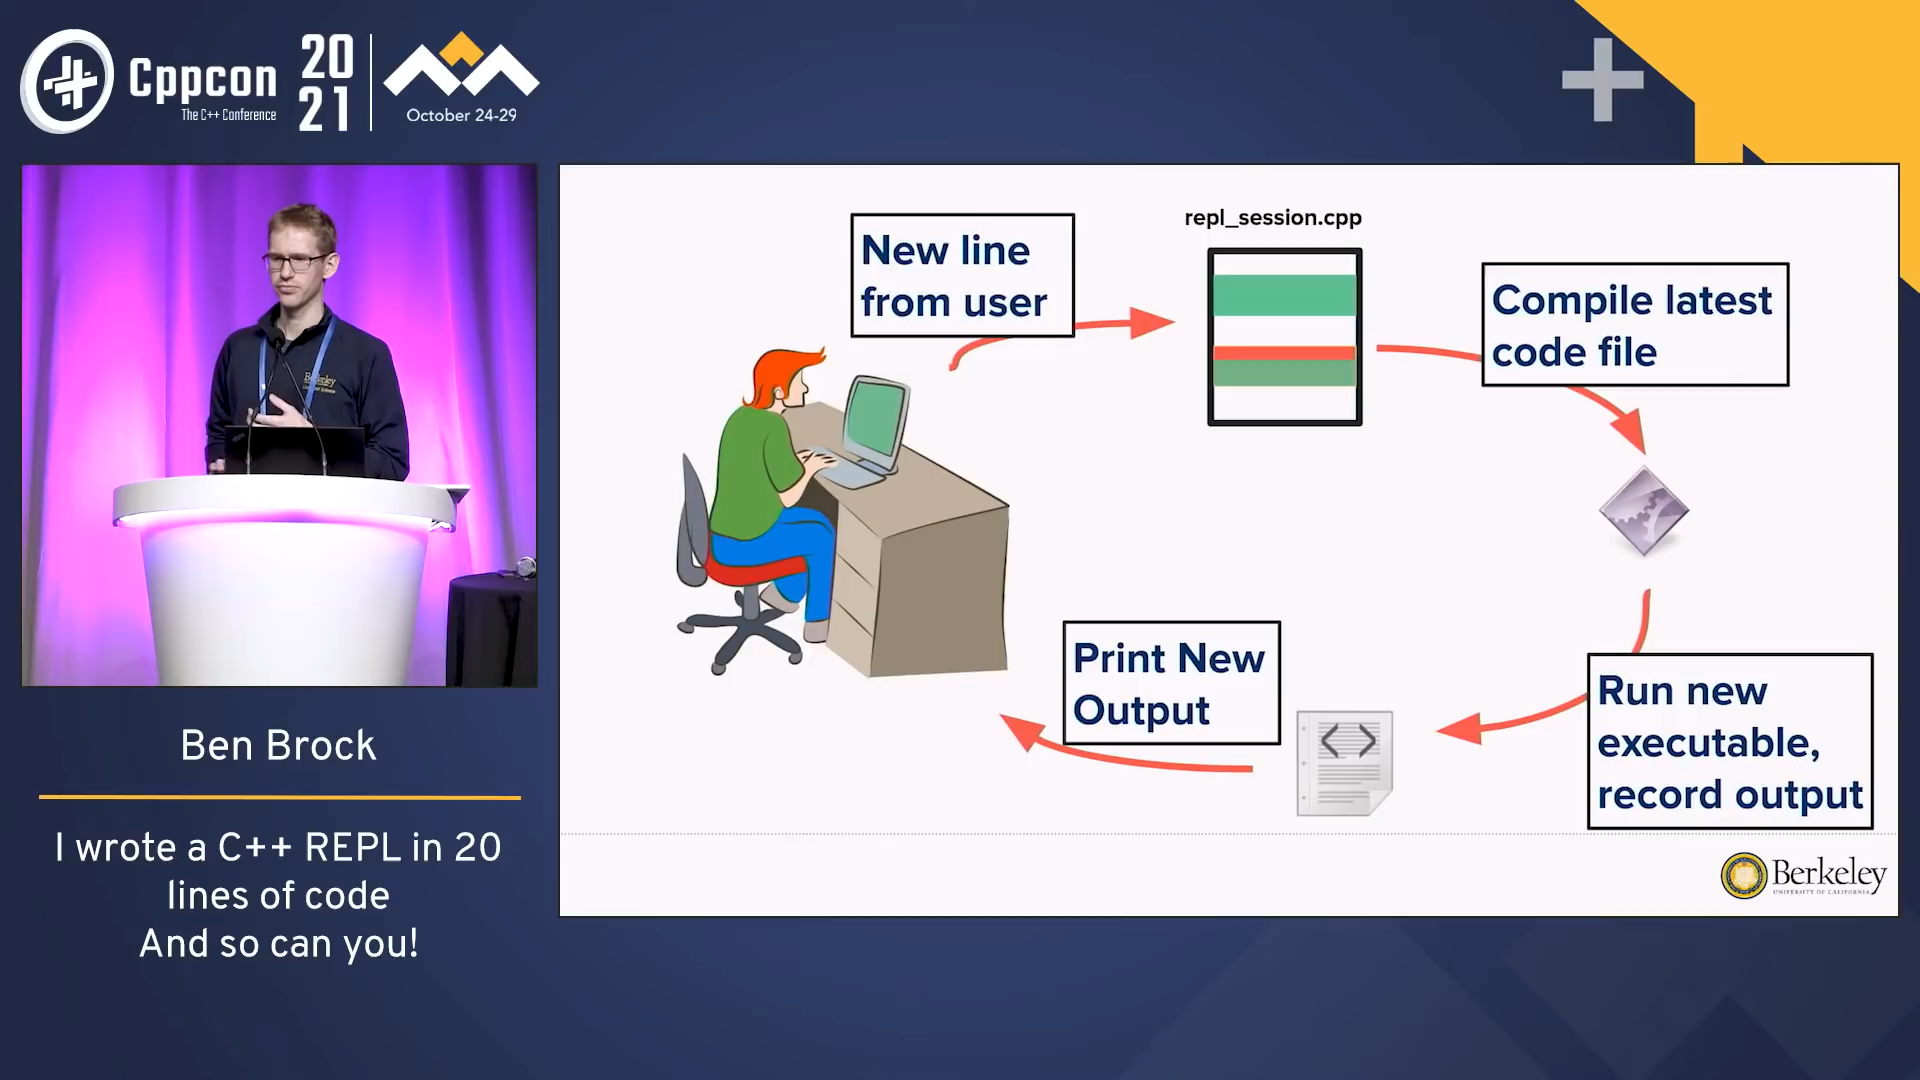 Cppcon
The C++ Conference
20
21
October 24-29
Berkeley
Ben Brock
I wrote a C++ REPL in 20
lines of code
And so can you!
New line
from user
repl_session.cpp
Compile latest
code file
Run new
executable,
record output
Print New
Output
Berkeley
UNIVERSITY OF CALIFORNIA